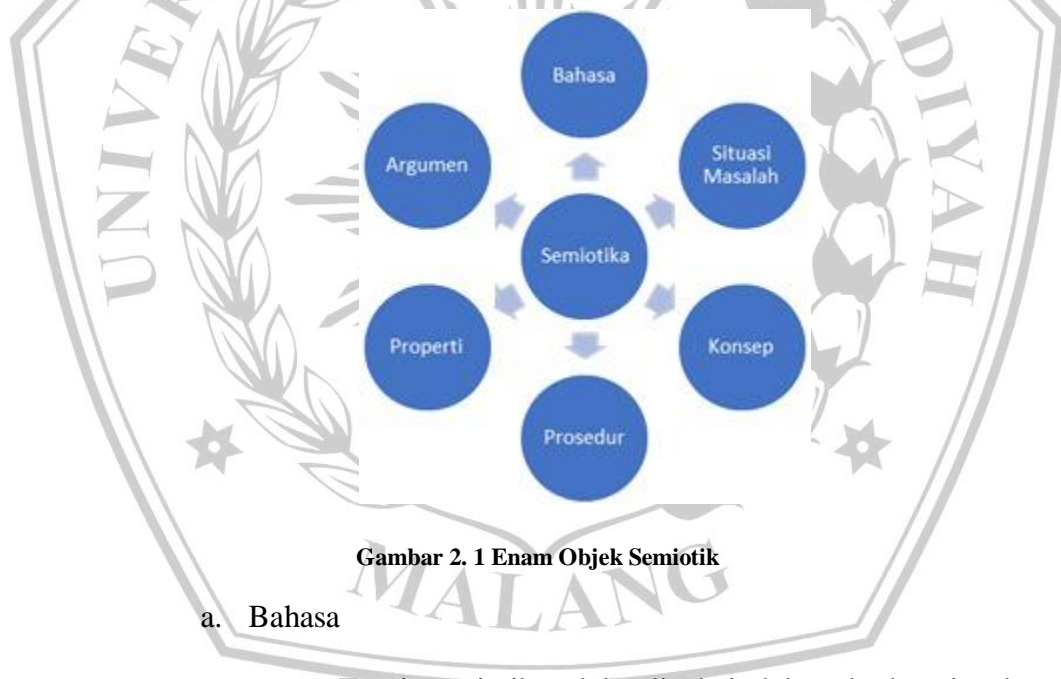 Bahasa
Situasi
Masalah
Argumen
Semiotika
Properti
Konsep
Prosedur
Gambar 2. 1 Enam Objek Semiotik
MALANG
a. Bahasa